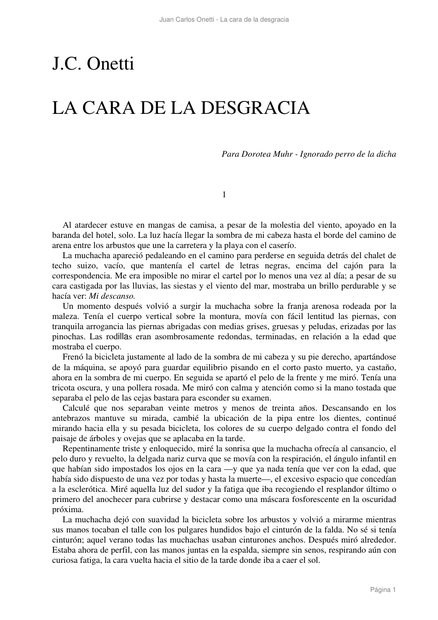 Juan Carlos Onetti - La cara de la desgracia
J.C. Onetti
LA CARA DE LA DESGRACIA
Para Dorotea Muhr - Ignorado perro de la dicha
1
Al atardecer estuve en mangas de camisa, a pesar de la molestia del viento, apoyado en la
baranda del hotel, solo. La luz hacía llegar la sombra de mi cabeza hasta el borde del camino de
arena entre los arbustos que une la carretera y la playa con el caserío.
La muchacha apareció pedaleando en el camino para perderse en seguida detrás del chalet de
techo suizo, vacío, que mantenía el cartel de letras negras, encima del cajón para la
correspondencia. Me era imposible no mirar el cartel por lo menos una vez al día; a pesar de su
cara castigada por las lluvias, las siestas y el viento del mar, mostraba un brillo perdurable y se
hacía ver: Mi descanso.
Un momento después volvió a surgir la muchacha sobre la franja arenosa rodeada por la
maleza. Tenía el cuerpo vertical sobre la montura, movía con fácil lentitud las piernas, con
tranquila arrogancia las piernas abrigadas con medias grises, gruesas y peludas, erizadas por las
pinochas. Las rodillas eran asombrosamente redondas, terminadas, en relación a la edad que
mostraba el cuerpo.
Frenó la bicicleta justamente al lado de la sombra de mi cabeza y su pie derecho, apartándose
de la máquina, se apoyó para guardar equilibrio pisando en el corto pasto muerto, ya castaño,
ahora en la sombra de mi cuerpo. En seguida se apartó el pelo de la frente y me miró. Tenía una
tricota oscura, y una pollera rosada. Me miró con calma y atención como si la mano tostada que
separaba el pelo de las cejas bastara para esconder su examen.
Calculé que nos separaban veinte metros y menos de treinta años. Descansando en los
antebrazos mantuve su mirada, cambié la ubicación de la pipa entre los dientes, continué
mirando hacia ella y su pesada bicicleta, los colores de su cuerpo delgado contra el fondo del
paisaje de árboles y ovejas que se aplacaba en la tarde.
Repentinamente triste y enloquecido, miré la sonrisa que la muchacha ofrecía al cansancio, el
pelo duro y revuelto, la delgada nariz curva que se movía con la respiración, el ángulo infantil en
que habían sido impostados los ojos en la cara —y que ya nada tenía que ver con la edad, que
había sido dispuesto de una vez por todas y hasta la muerte—, el excesivo espacio que concedían
a la esclerótica. Miré aquella luz del sudor y la fatiga que iba recogiendo el resplandor último o
primero del anochecer para cubrirse y destacar como una máscara fosforescente en la oscuridad
próxima.
La muchacha dejó con suavidad la bicicleta sobre los arbustos y volvió a mirarme mientras
sus manos tocaban el talle con los pulgares hundidos bajo el cinturón de la falda. No sé si tenía
cinturón; aquel verano todas las muchachas usaban cinturones anchos. Después miró alrededor.
Estaba ahora de perfil, con las manos juntas en la espalda, siempre sin senos, respirando aún con
curiosa fatiga, la cara vuelta hacia el sitio de la tarde donde iba a caer el sol.
Página 1